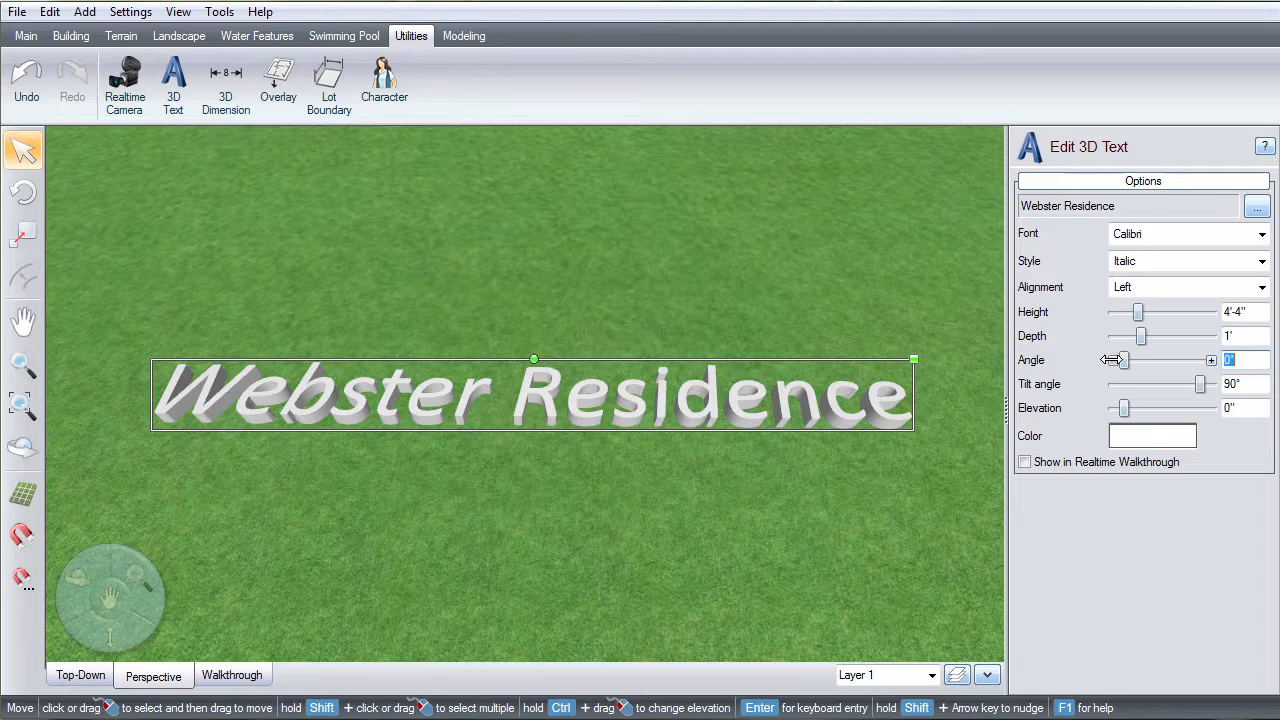 File Edit Add Settings View Tools Help
Main Building Terrain Landscape Water Features Swimming Pool Utilities Modeling
Undo Redo Realtime Camera 3D Text 3D Dimension Overlay Lot Boundary Character
8
Edit 3D Text ?
Options
Webster Residence ...
Font Calibri
Style Italic
Alignment Left
Height 4'-4"
Depth 1'
Angle 0°
Tilt angle 90°
Elevation 0"
Color
Show in Realtime Walkthrough
Webster Residence
Top-Down Perspective Walkthrough Layer 1
Move click or drag to select and then drag to move hold Shift + click or drag to select multiple hold Ctrl + drag to change elevation Enter for keyboard entry hold Shift + Arrow key to nudge F1 for help